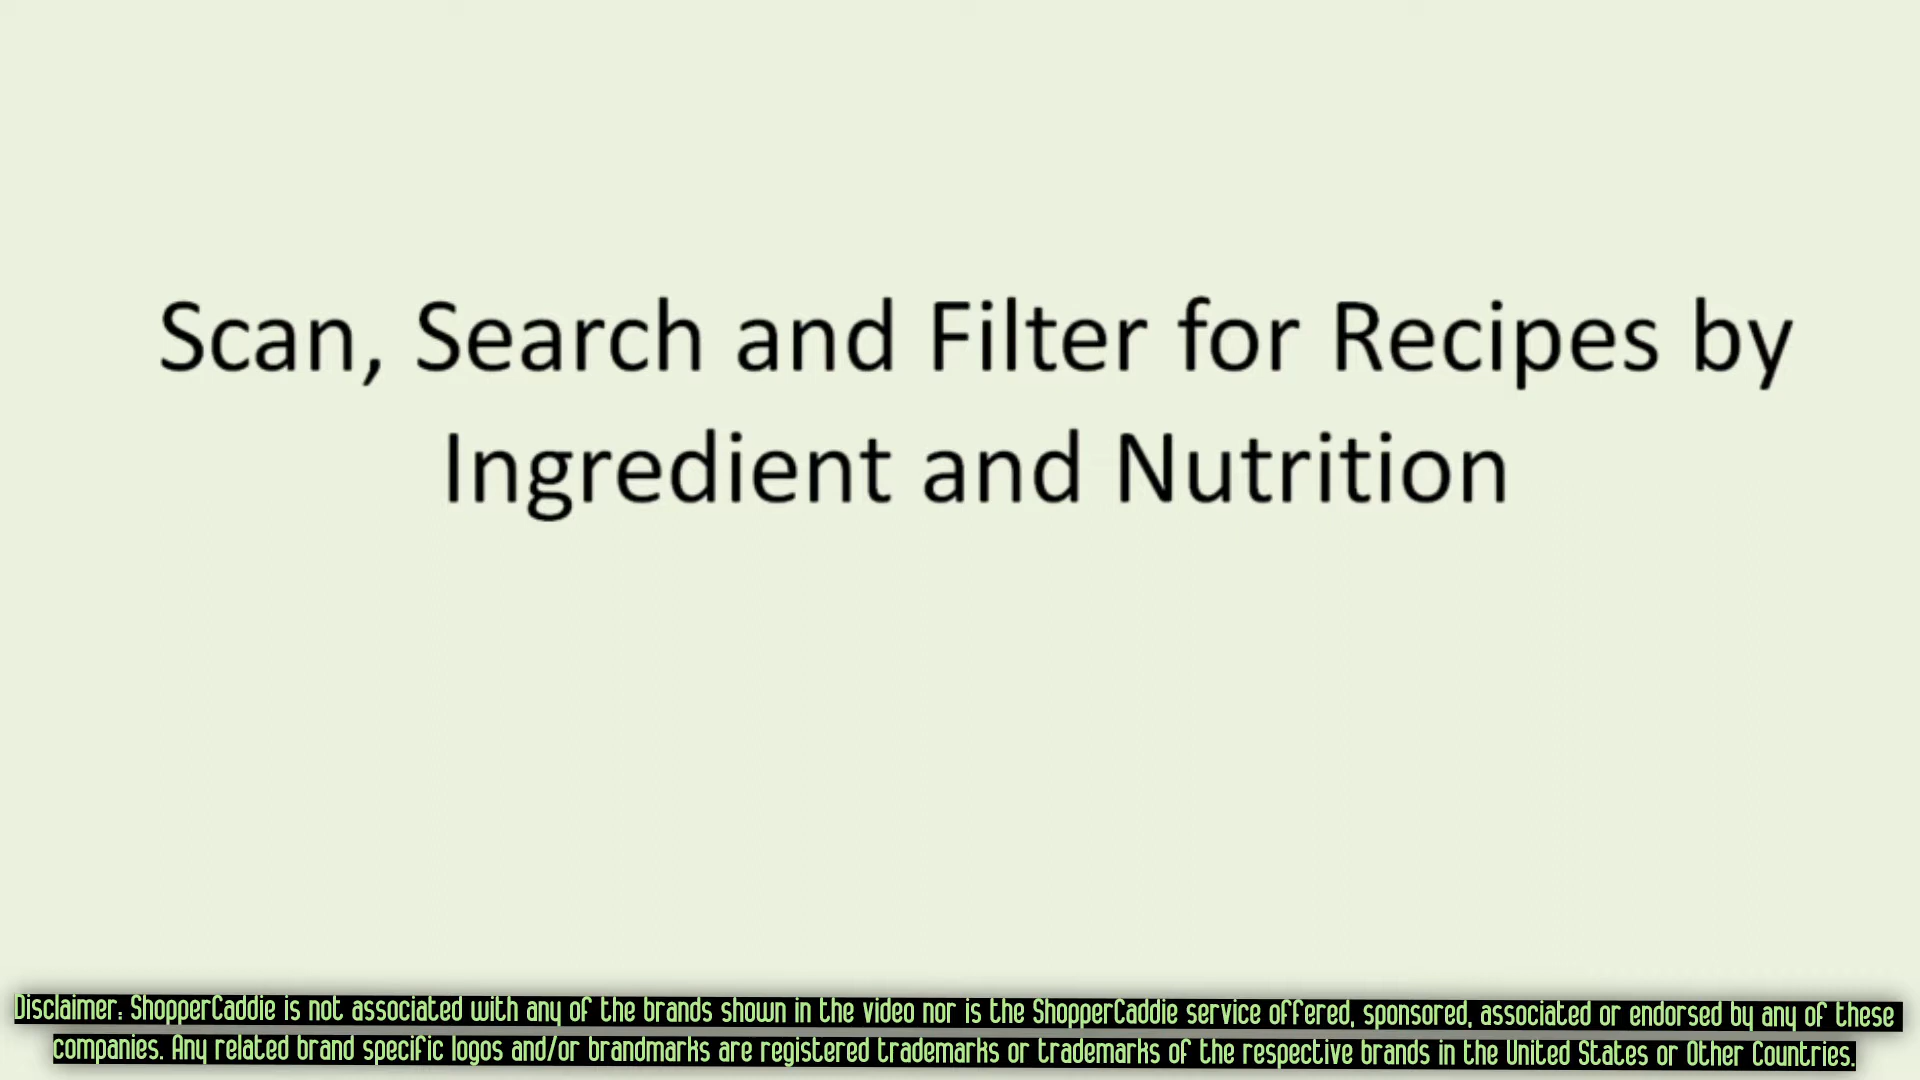 Scan, Search and Filter for Recipes by
Ingredient and Nutrition
Disclaimer: ShopperCaddie is not associated with any of the brands shown in the video nor is the ShopperCaddie service offered, sponsored, associated or endorsed by any of these
companies. Any related brand specific logos and/or brandmarks are registered trademarks or trademarks of the respective brands in the United States or Other Countries.